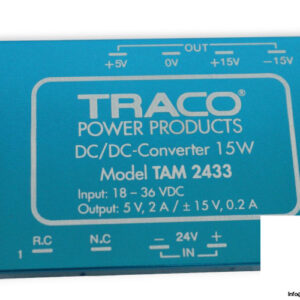 OUT
+5V 0V +15V -15V
TRACO®
POWER PRODUCTS
DC/DC-Converter 15W
Model TAM 2433
Input: 18 – 36 VDC
Output: 5 V, 2 A / ± 15 V, 0.2 A
R.C N.C – 24V +
1 IN